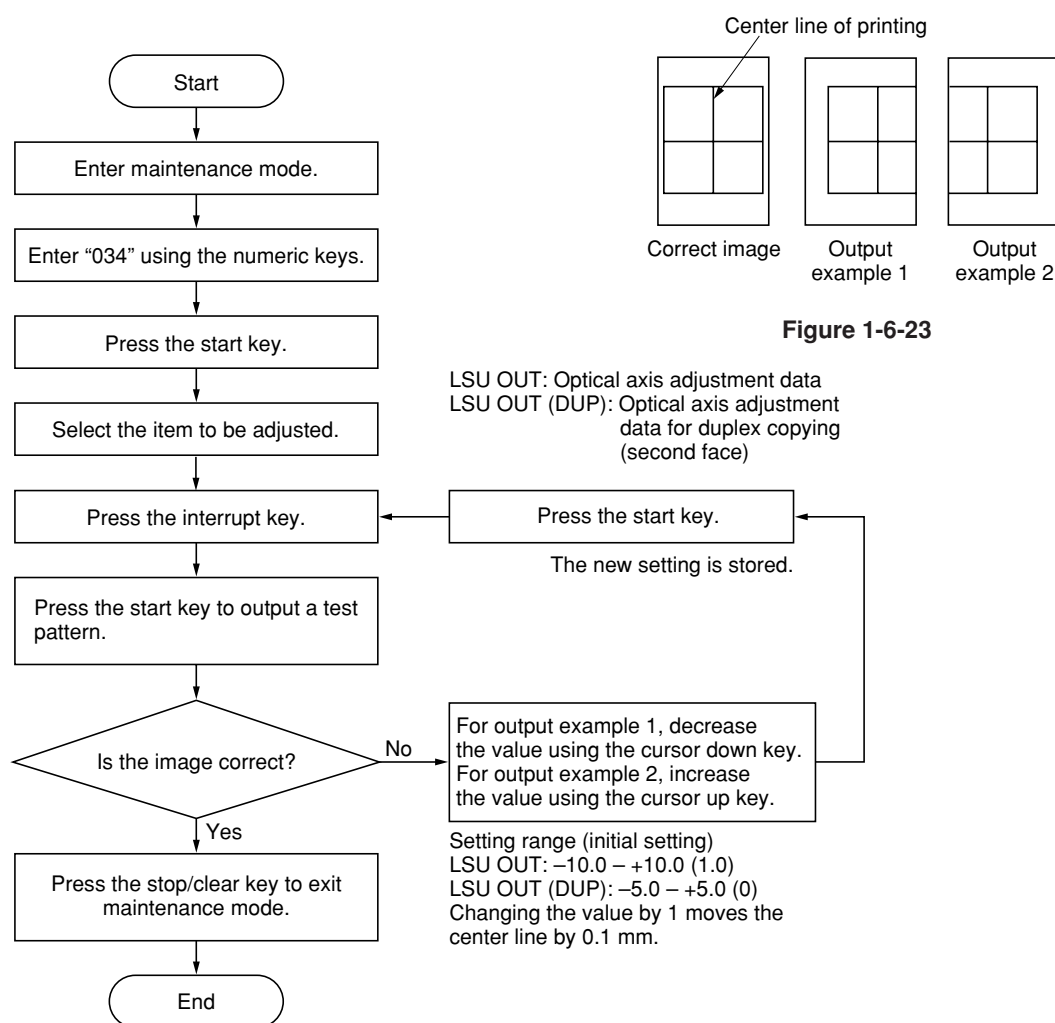 Start
Enter maintenance mode.
Enter “034” using the numeric keys.
Press the start key.
Select the item to be adjusted.
Press the interrupt key.
Press the start key to output a test
pattern.
Is the image correct?
No
Yes
Press the stop/clear key to exit
maintenance mode.
End
Center line of printing
Correct image
Output
example 1
Output
example 2
Figure 1-6-23
LSU OUT: Optical axis adjustment data
LSU OUT (DUP): Optical axis adjustment
data for duplex copying
(second face)
Press the start key.
The new setting is stored.
For output example 1, decrease
the value using the cursor down key.
For output example 2, increase
the value using the cursor up key.
Setting range (initial setting)
LSU OUT: –10.0 – +10.0 (1.0)
LSU OUT (DUP): –5.0 – +5.0 (0)
Changing the value by 1 moves the
center line by 0.1 mm.